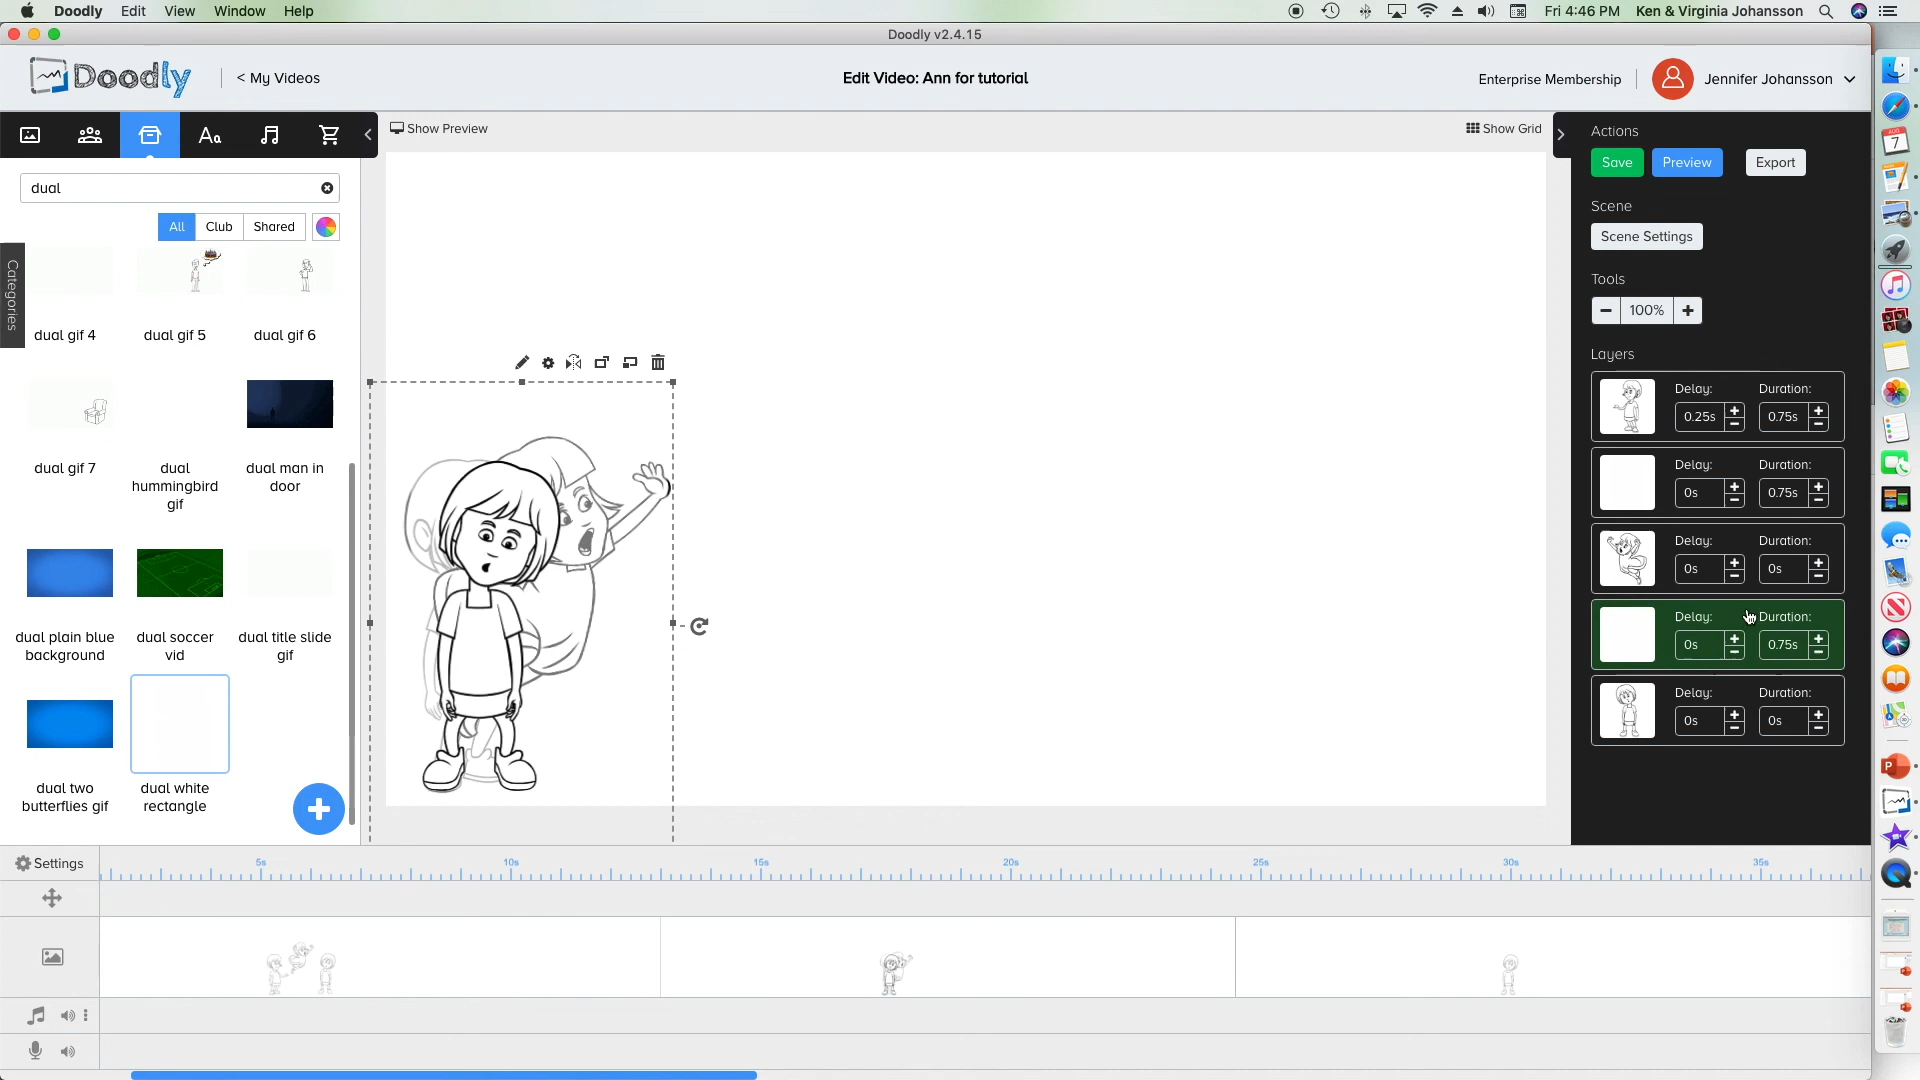 Doodly Edit View Window Help
Fri 4:46 PM Ken & Virginia Johansson
Doodly v2.4.15
Doodly
< My Videos
Edit Video: Ann for tutorial
Enterprise Membership
Jennifer Johansson
Aa
Show Preview
Show Grid
dual
All Club Shared
Categories
dual gif 4
dual gif 5
dual gif 6
dual gif 7
dual
hummingbird
gif
dual man in
door
dual plain blue
background
dual soccer
vid
dual title slide
gif
dual two
butterflies gif
dual white
rectangle
Actions
Save Preview Export
Scene
Scene Settings
Tools
100%
Layers
Delay: Duration:
0.25s 0.75s
Delay: Duration:
0s 0.75s
Delay: Duration:
0s 0s
Delay: Duration:
0s 0.75s
Delay: Duration:
0s 0s
Settings
5s 10s 15s 20s 25s 30s 35s